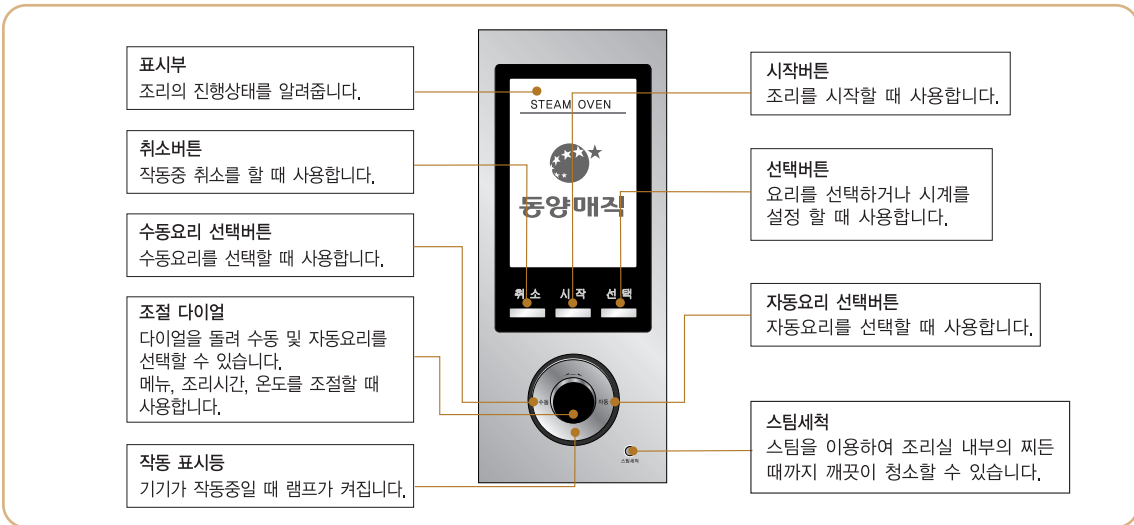 표시부
조리의 진행상태를 알려줍니다.
취소버튼
작동중 취소를 할 때 사용합니다.
수동요리 선택버튼
수동요리를 선택할 때 사용합니다.
조절 다이얼
다이얼을 돌려 수동 및 자동요리를
선택할 수 있습니다.
메뉴, 조리시간, 온도를 조절할 때
사용합니다.
작동 표시등
기기가 작동중일 때 램프가 켜집니다.
STEAM OVEN
동양매직
취소 시작 선택
수동 자동
스팀세척
시작버튼
조리를 시작할 때 사용합니다.
선택버튼
요리를 선택하거나 시계를
설정 할 때 사용합니다.
자동요리 선택버튼
자동요리를 선택할 때 사용합니다.
스팀세척
스팀을 이용하여 조리실 내부의 찌든
때까지 깨끗이 청소할 수 있습니다.